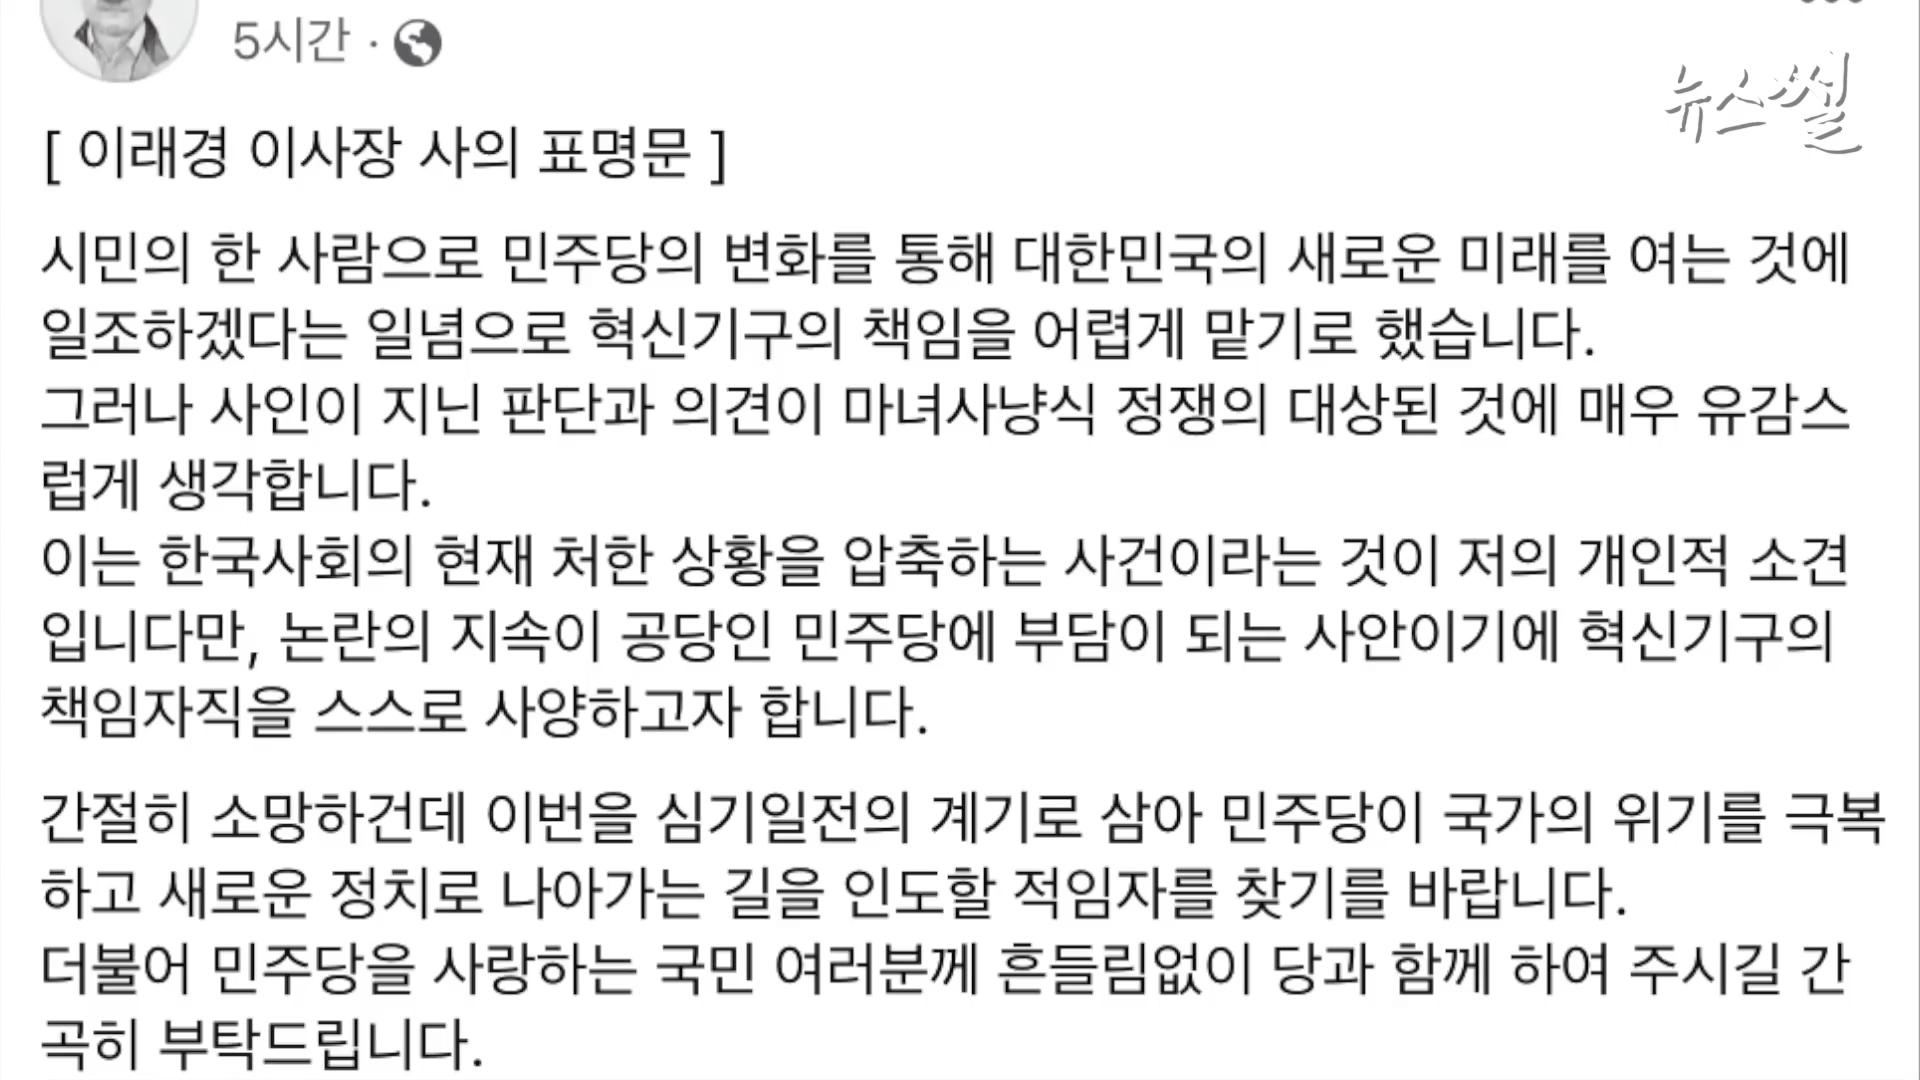 5시간 ·
뉴스썰
[ 이래경 이사장 사의 표명문 ]
시민의 한 사람으로 민주당의 변화를 통해 대한민국의 새로운 미래를 여는 것에
일조하겠다는 일념으로 혁신기구의 책임을 어렵게 맡기로 했습니다.
그러나 사인이 지닌 판단과 의견이 마녀사냥식 정쟁의 대상된 것에 매우 유감스
럽게 생각합니다.
이는 한국사회의 현재 처한 상황을 압축하는 사건이라는 것이 저의 개인적 소견
입니다만, 논란의 지속이 공당인 민주당에 부담이 되는 사안이기에 혁신기구의
책임자직을 스스로 사양하고자 합니다.
간절히 소망하건데 이번을 심기일전의 계기로 삼아 민주당이 국가의 위기를 극복
하고 새로운 정치로 나아가는 길을 인도할 적임자를 찾기를 바랍니다.
더불어 민주당을 사랑하는 국민 여러분께 흔들림없이 당과 함께 하여 주시길 간
곡히 부탁드립니다.